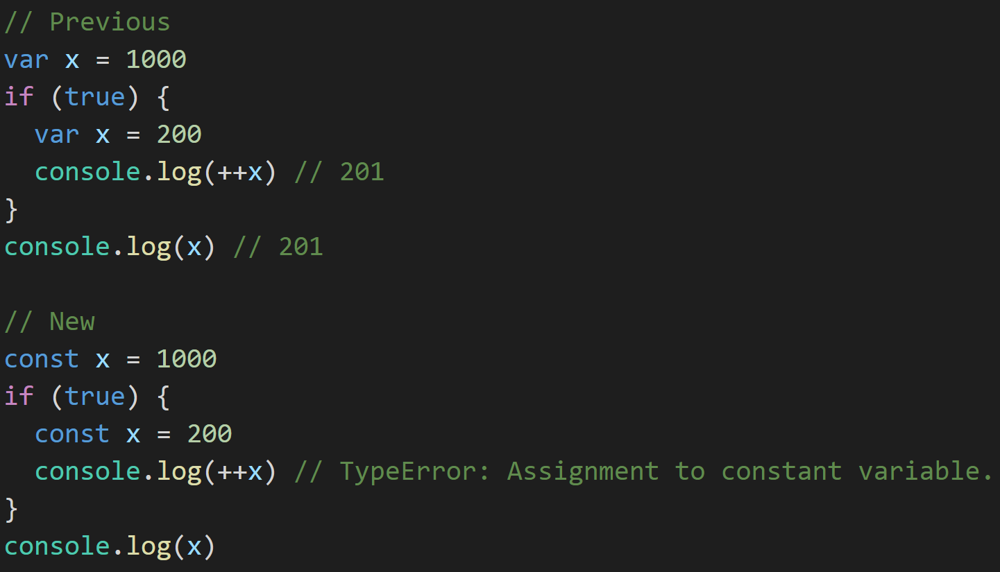 // Previous
var x = 1000
if (true) {
  var x = 200
  console.log(++x) // 201
}
console.log(x) // 201

// New
const x = 1000
if (true) {
  const x = 200
  console.log(++x) // TypeError: Assignment to constant variable.
}
console.log(x)